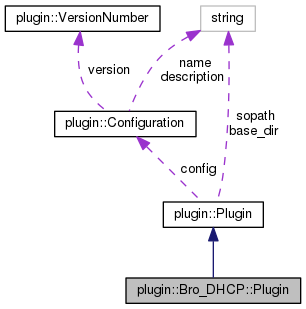 plugin::VersionNumber
string
version
name
description
plugin::Configuration
sopath
base_dir
config
plugin::Plugin
plugin::Bro_DHCP::Plugin